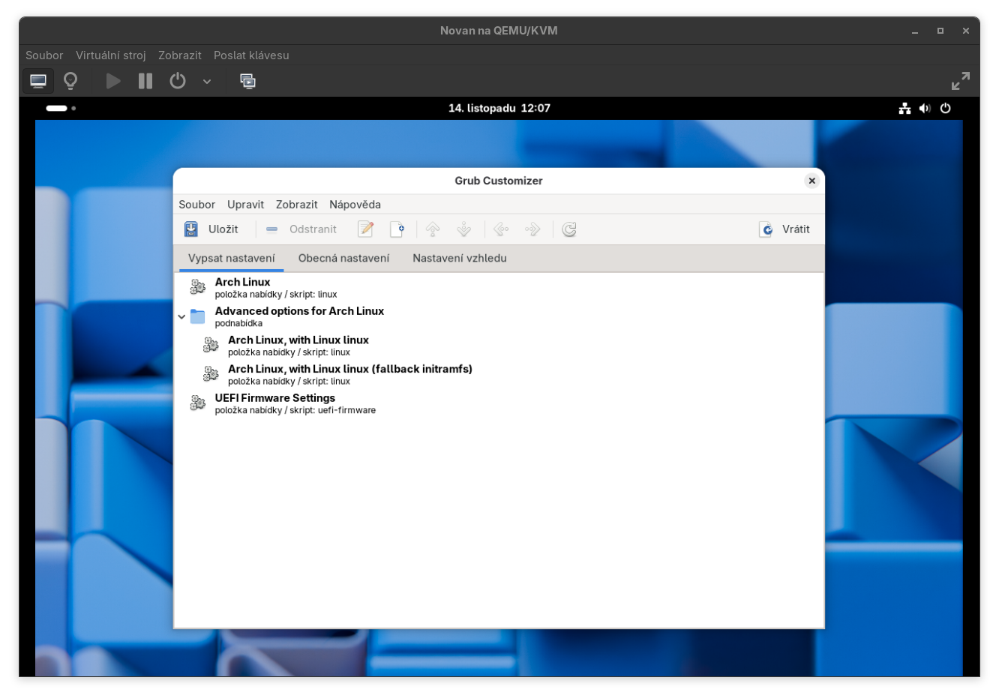 Novan na QEMU/KVM
Soubor Virtuální stroj Zobrazit Poslat klávesu
14. listopadu 12:07
Grub Customizer
Soubor Upravit Zobrazit Nápověda
Uložit Odstranit Vrátit
Vypsat nastavení Obecná nastavení Nastavení vzhledu
Arch Linux
položka nabídky / skript: linux
Advanced options for Arch Linux
podnabídka
Arch Linux, with Linux linux
položka nabídky / skript: linux
Arch Linux, with Linux linux (fallback initramfs)
položka nabídky / skript: linux
UEFI Firmware Settings
položka nabídky / skript: uefi-firmware